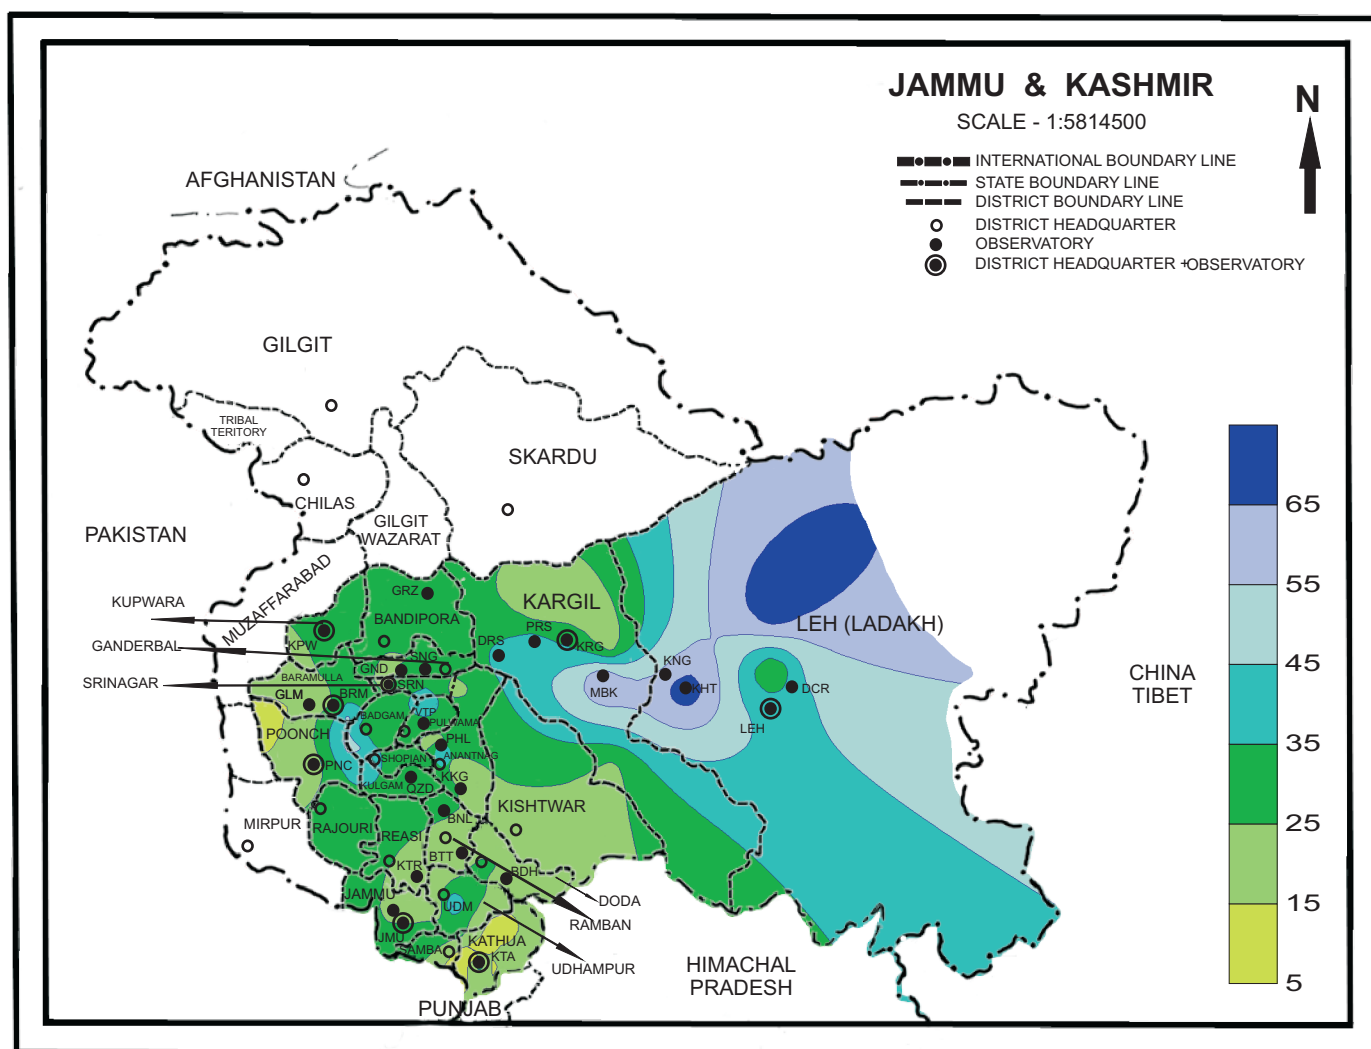 JAMMU & KASHMIR
SCALE - 1:5814500
N
INTERNATIONAL BOUNDARY LINE
STATE BOUNDARY LINE
DISTRICT BOUNDARY LINE
DISTRICT HEADQUARTER
OBSERVATORY
DISTRICT HEADQUARTER +OBSERVATORY
AFGHANISTAN
GILGIT
TRIBAL
TERITORY
SKARDU
CHILAS
GILGIT
WAZARAT
PAKISTAN
MUZAFFARABAD
KUPWARA
GANDERBAL
SRINAGAR
GRZ
BANDIPORA
KPW
KARGIL
PRS
KRG
DRS
SNG
GND
SRN
BARAMULLA
GLM
BRM
LEH (LADAKH)
KNG
KHT
MBK
DCR
LEH
CHINA
TIBET
VTP
BADGAM
PULWAMA
POONCH
PHL
ANANTNAG
SHOPIAN
PNC
KULGAM
QZD
KKG
KISHTWAR
BNL
MIRPUR
RAJOURI
REASI
BTT
KTR
BDH
JAMMU
UDM
JMU
SAMBA
KATHUA
KTA
DODA
RAMBAN
UDHAMPUR
HIMACHAL
PRADESH
PUNJAB
65
55
45
35
25
15
5